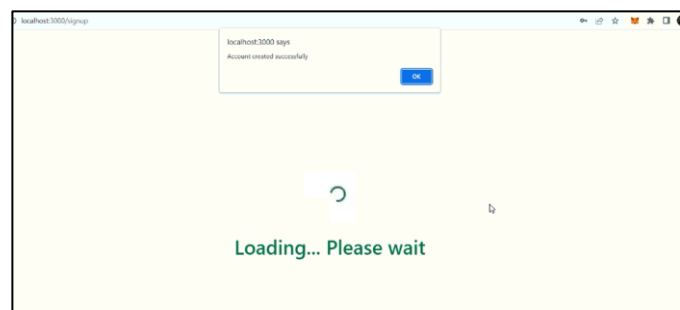 localhost:3000/signup
localhost:3000 says
Account created successfully
OK
Loading... Please wait